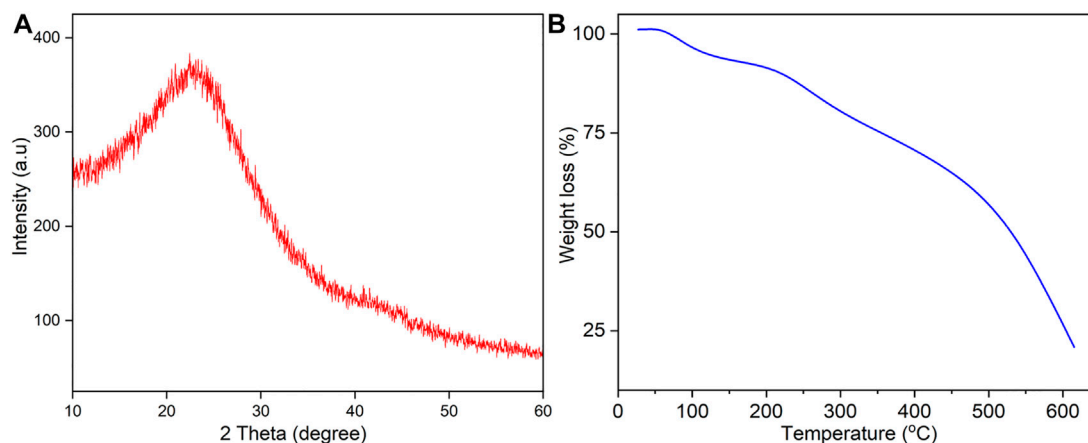 A
Intensity (a.u)
400
300
200
100
10 20 30 40 50 60
2 Theta (degree)
B
Weight loss (%)
100
75
50
25
0 100 200 300 400 500 600
Temperature (°C)